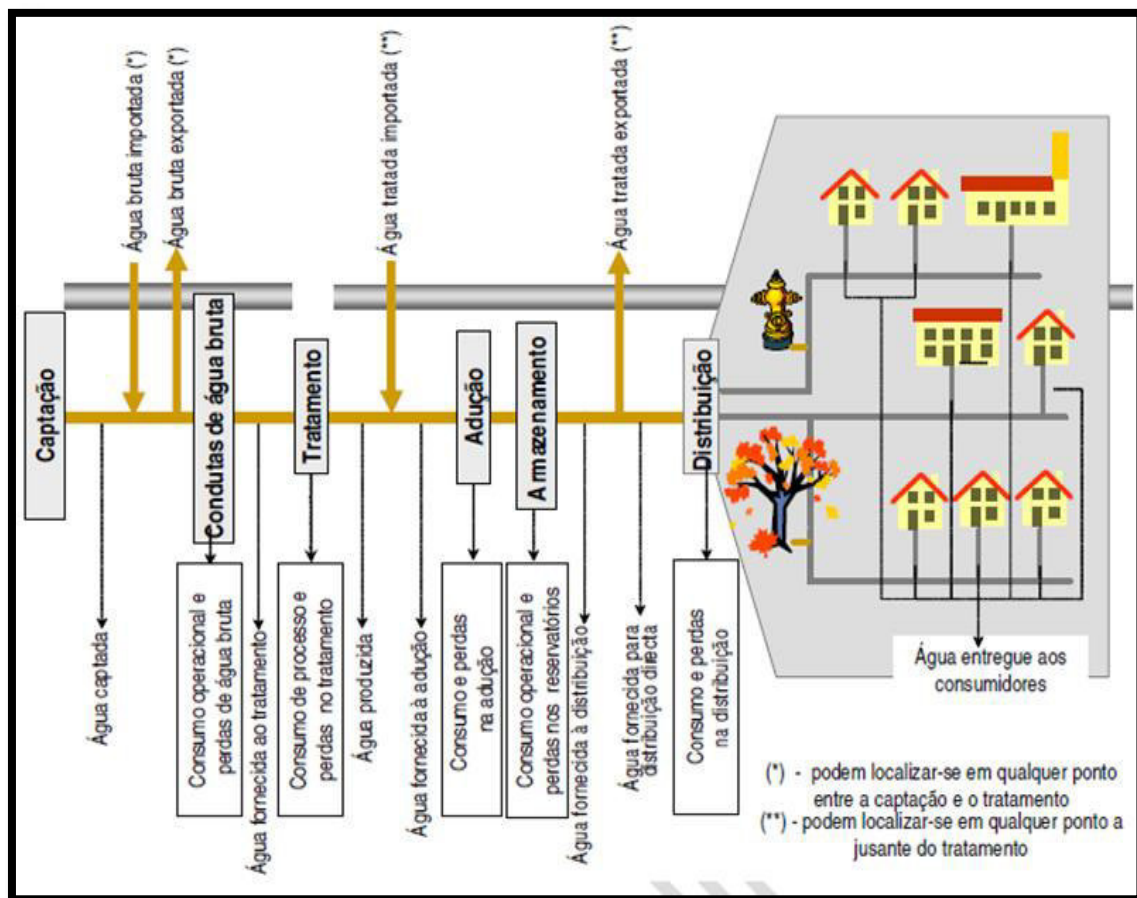 Água bruta importada (*)
Água bruta exportada (*)
Água tratada importada (**)
Água tratada exportada (**)
Captação
Condutas de água bruta
Tratamento
Adução
Armazenamento
Distribuição
Água captada
Consumo operacional e
perdas de água bruta
Água fornecida ao tratamento
Consumo de processo e
perdas no tratamento
Água produzida
Água fornecida à adução
Consumo e perdas
na adução
Consumo operacional e
perdas nos reservatórios
Água fornecida à distribuição
Água fornecida para
distribuição directa
Consumo e perdas
na distribuição
Água entregue aos
consumidores
(*) - podem localizar-se em qualquer ponto
entre a captação e o tratamento
(**) - podem localizar-se em qualquer ponto a
jusante do tratamento